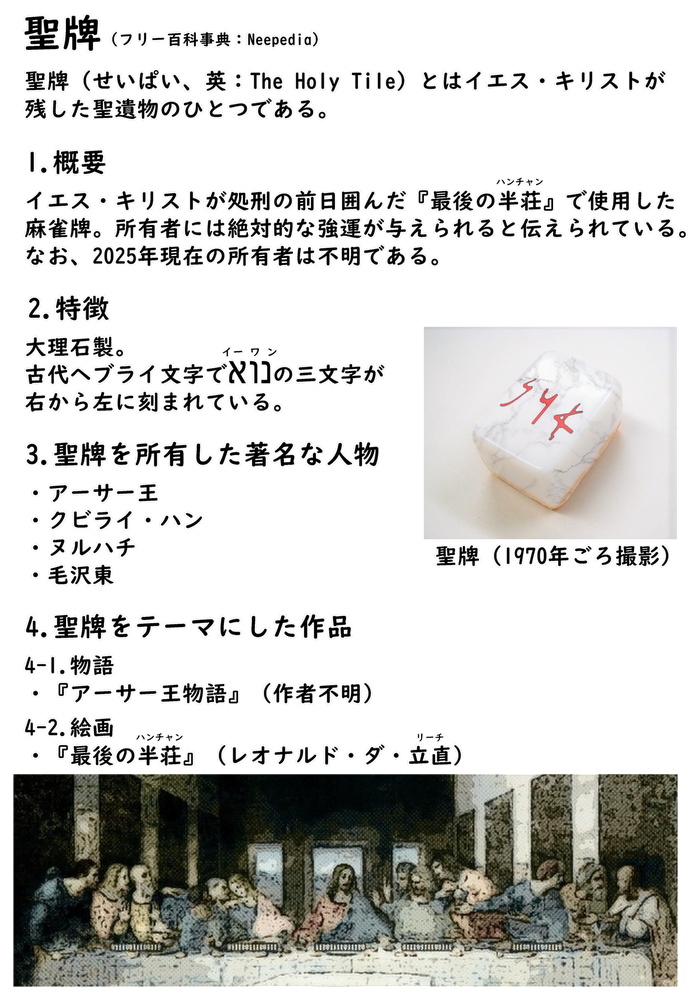 聖牌（フリー百科事典：Neepedia）
聖牌（せいぱい、英：The Holy Tile）とはイエス・キリストが
残した聖遺物のひとつである。
1.概要
ハンチャン
イエス・キリストが処刑の前日囲んだ『最後の半荘』で使用した
麻雀牌。所有者には絶対的な強運が与えられると伝えられている。
なお、2025年現在の所有者は不明である。
2.特徴
大理石製。
イーワン
古代ヘブライ文字でנואの三文字が
右から左に刻まれている。
3.聖牌を所有した著名な人物
・アーサー王
・クビライ・ハン
・ヌルハチ
・毛沢東
聖牌（1970年ごろ撮影）
4.聖牌をテーマにした作品
4-1.物語
・『アーサー王物語』（作者不明）
4-2.絵画
ハンチャン リーチ
・『最後の半荘』（レオナルド・ダ・立直）